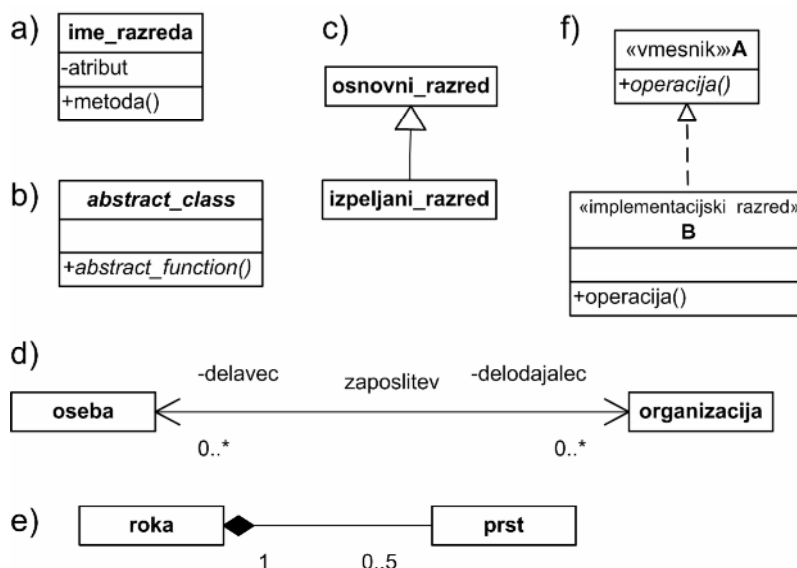 a)
ime_razreda
-atribut
+metoda()
b)
abstract_class
+abstract_function()
c)
osnovni_razred
izpeljani_razred
f)
«vmesnik»»A
+operacija()
«implementacijski razred»
B
+operacija()
d)
-delavec
zaposlitev
-delodajalec
oseba
organizacija
0..*
0..*
e)
roka
prst
1
0..5